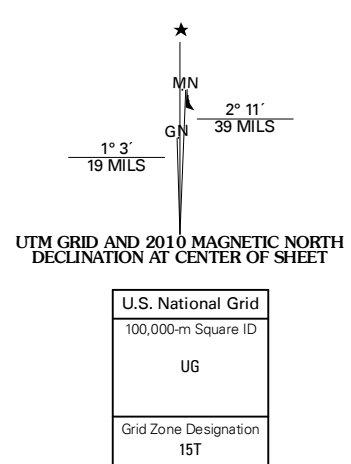 MN
2° 11´
39 MILS
GN
1° 3´
19 MILS
UTM GRID AND 2010 MAGNETIC NORTH
DECLINATION AT CENTER OF SHEET
U.S. National Grid
100,000-m Square ID
UG
Grid Zone Designation
15T